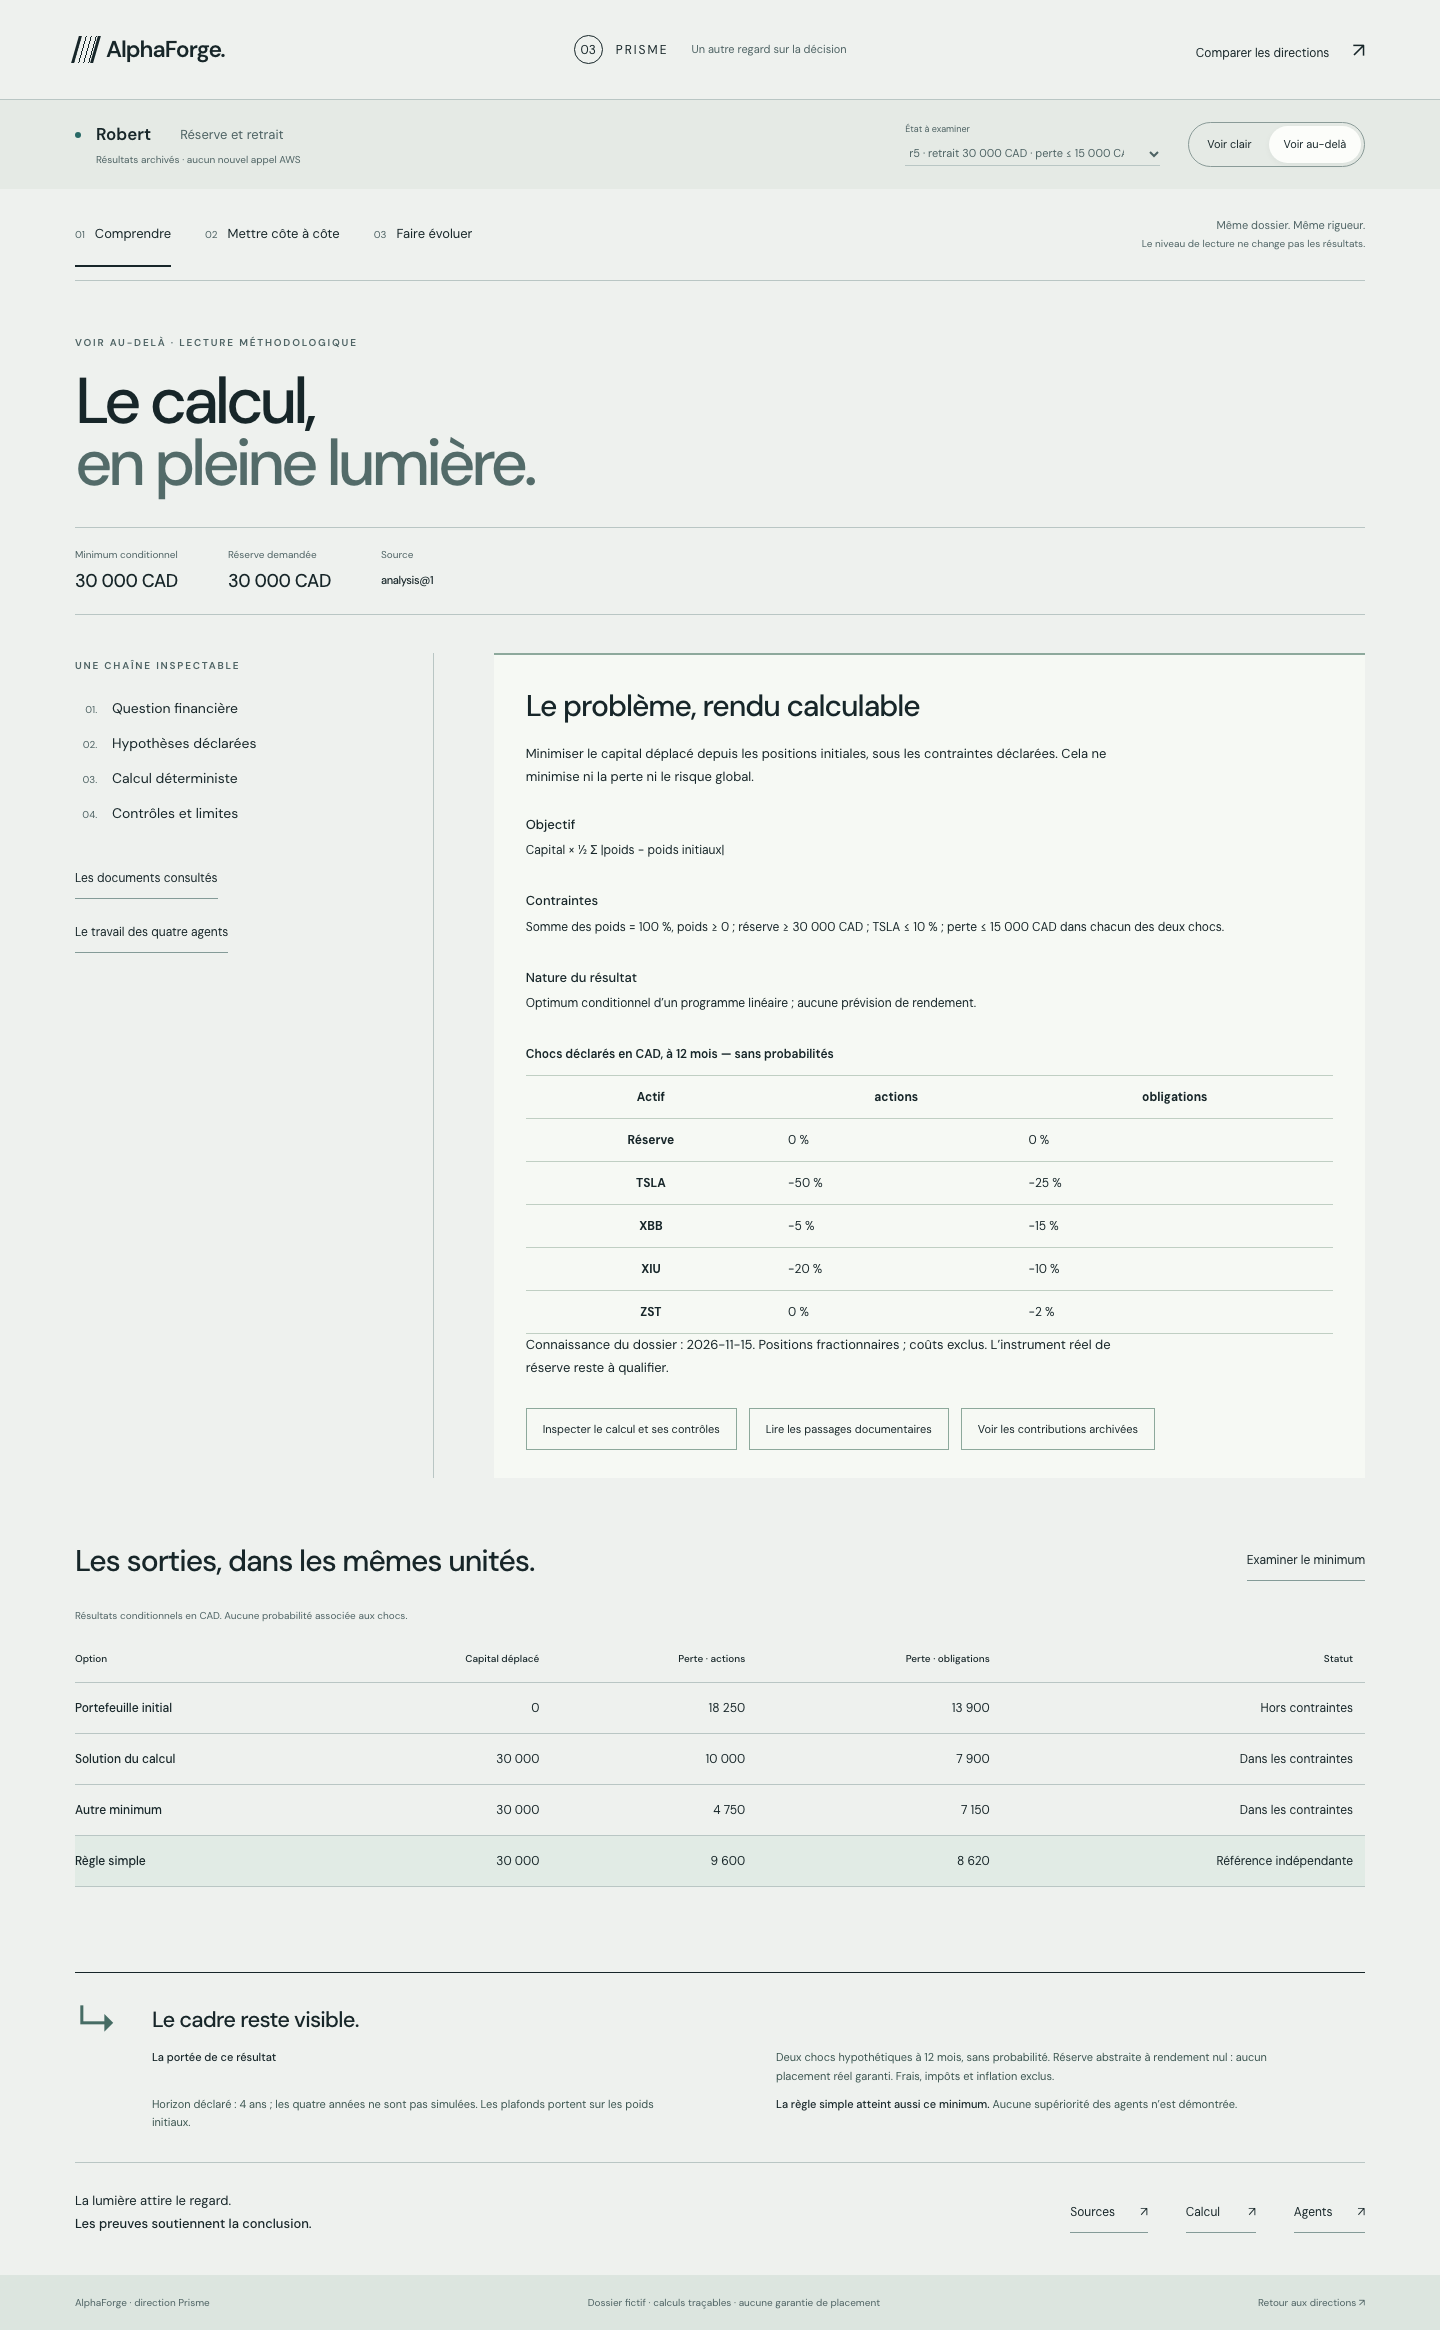 AlphaForge.
03 PRISME Un autre regard sur la décision
Comparer les directions
Robert Réserve et retrait
Résultats archivés · aucun nouvel appel AWS
État à examiner
r5 · retrait 30 000 CAD · perte ≤ 15 000 CA
Voir clair Voir au-delà
01 Comprendre 02 Mettre côte à côte 03 Faire évoluer
Même dossier. Même rigueur.
Le niveau de lecture ne change pas les résultats.
VOIR AU-DELÀ · LECTURE MÉTHODOLOGIQUE
Le calcul,
en pleine lumière.
Minimum conditionnel Réserve demandée Source
30 000 CAD 30 000 CAD analysis@1
UNE CHAÎNE INSPECTABLE
01. Question financière
02. Hypothèses déclarées
03. Calcul déterministe
04. Contrôles et limites
Les documents consultés
Le travail des quatre agents
Le problème, rendu calculable
Minimiser le capital déplacé depuis les positions initiales, sous les contraintes déclarées. Cela ne
minimise ni la perte ni le risque global.
Objectif
Capital × ½ Σ |poids − poids initiaux|
Contraintes
Somme des poids = 100 %, poids ≥ 0 ; réserve ≥ 30 000 CAD ; TSLA ≤ 10 % ; perte ≤ 15 000 CAD dans chacun des deux chocs.
Nature du résultat
Optimum conditionnel d’un programme linéaire ; aucune prévision de rendement.
Chocs déclarés en CAD, à 12 mois — sans probabilités
Actif actions obligations
Réserve 0 % 0 %
TSLA -50 % -25 %
XBB -5 % -15 %
XIU -20 % -10 %
ZST 0 % -2 %
Connaissance du dossier : 2026-11-15. Positions fractionnaires ; coûts exclus. L’instrument réel de
réserve reste à qualifier.
Inspecter le calcul et ses contrôles Lire les passages documentaires Voir les contributions archivées
Les sorties, dans les mêmes unités.
Examiner le minimum
Résultats conditionnels en CAD. Aucune probabilité associée aux chocs.
Option Capital déplacé Perte · actions Perte · obligations Statut
Portefeuille initial 0 18 250 13 900 Hors contraintes
Solution du calcul 30 000 10 000 7 900 Dans les contraintes
Autre minimum 30 000 4 750 7 150 Dans les contraintes
Règle simple 30 000 9 600 8 620 Référence indépendante
Le cadre reste visible.
La portée de ce résultat
Deux chocs hypothétiques à 12 mois, sans probabilité. Réserve abstraite à rendement nul : aucun
placement réel garanti. Frais, impôts et inflation exclus.
Horizon déclaré : 4 ans ; les quatre années ne sont pas simulées. Les plafonds portent sur les poids
initiaux.
La règle simple atteint aussi ce minimum. Aucune supériorité des agents n’est démontrée.
La lumière attire le regard.
Les preuves soutiennent la conclusion.
Sources Calcul Agents
AlphaForge · direction Prisme
Dossier fictif · calculs traçables · aucune garantie de placement
Retour aux directions